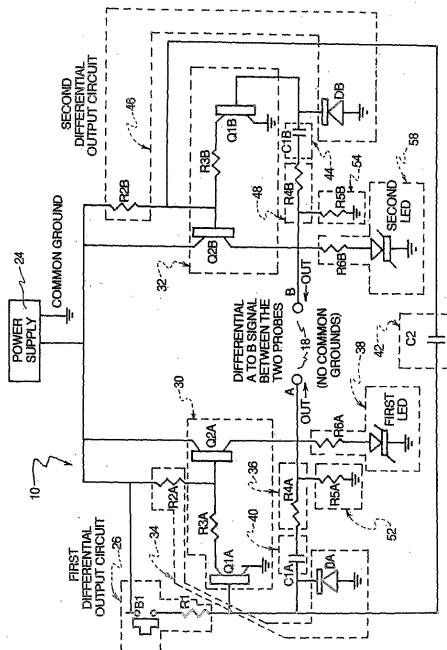 POWER
SUPPLY
24
COMMON GROUND
10
FIRST
DIFFERENTIAL
OUTPUT CIRCUIT
26
SECOND
DIFFERENTIAL
OUTPUT CIRCUIT
46
B1
R1
34
R2A
R3A
Q1A
Q2A
30
40
36
C1A
R4A
DA
R5A
52
R6A
FIRST
LED
38
DIFFERENTIAL
A TO B SIGNAL
BETWEEN THE
TWO PROBES
A
B
OUT
OUT
18
(NO COMMON
GROUNDS)
42
C2
32
Q2B
R3B
R2B
Q1B
48
R4B
C1B
44
DB
R5B
54
R6B
SECOND
LED
58